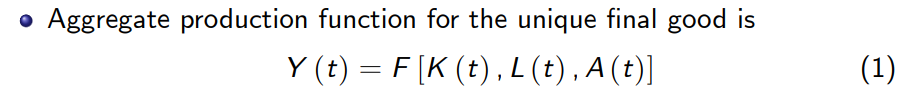 • Aggregate production function for the unique final good is
Y (t) = F [K (t) , L (t) , A (t)] (1)